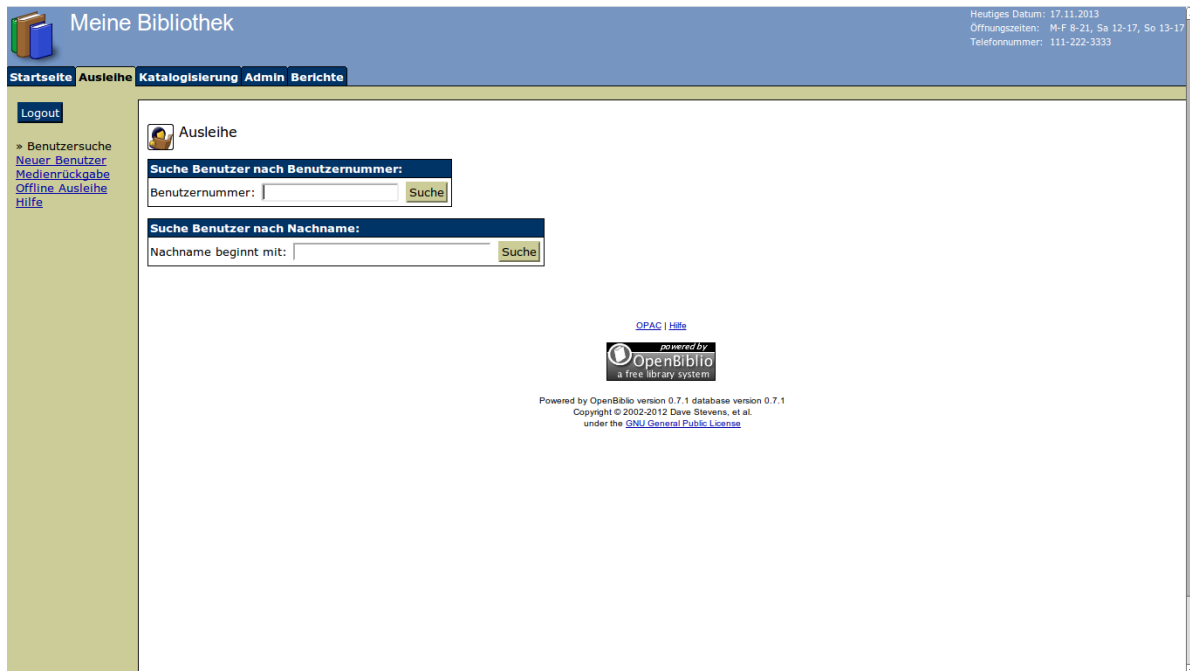 Meine Bibliothek
Heutiges Datum: 17.11.2013
Öffnungszeiten: M-F 8-21, Sa 12-17, So 13-17
Telefonnummer: 111-222-3333
Startseite Ausleihe Katalogisierung Admin Berichte
Logout
» Benutzersuche
Neuer Benutzer
Medienrückgabe
Offline Ausleihe
Hilfe
Ausleihe
Suche Benutzer nach Benutzernummer:
Benutzernummer: Suche
Suche Benutzer nach Nachname:
Nachname beginnt mit: Suche
OPAC | Hilfe
powered by
OpenBiblio
a free library system
Powered by OpenBiblio version 0.7.1 database version 0.7.1
Copyright © 2002-2012 Dave Stevens, et al.
under the GNU General Public License